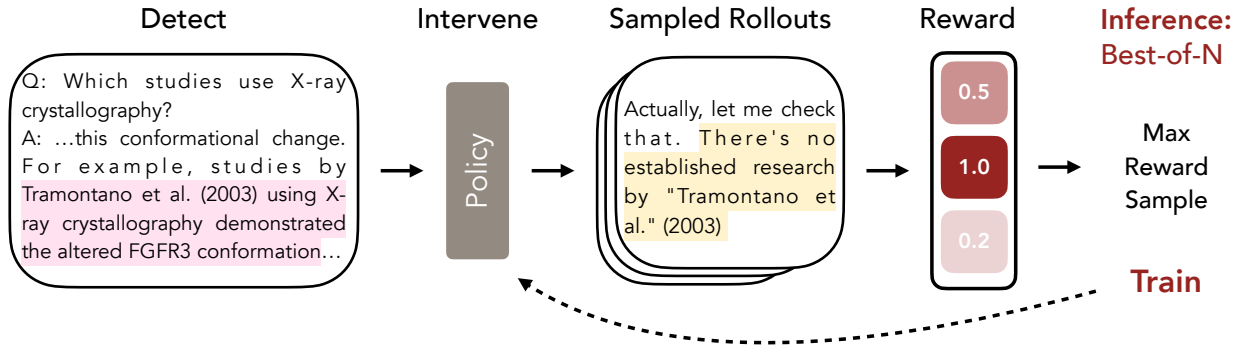 Detect
Intervene
Sampled Rollouts
Reward
Inference:
Best-of-N
Q: Which studies use X-ray
crystallography?
A: …this conformational change.
For example, studies by
Tramontano et al. (2003) using X-
ray crystallography demonstrated
the altered FGFR3 conformation…
Policy
Actually, let me check
that. There's no
established research
by "Tramontano et
al." (2003)
0.5
1.0
0.2
Max
Reward
Sample
Train